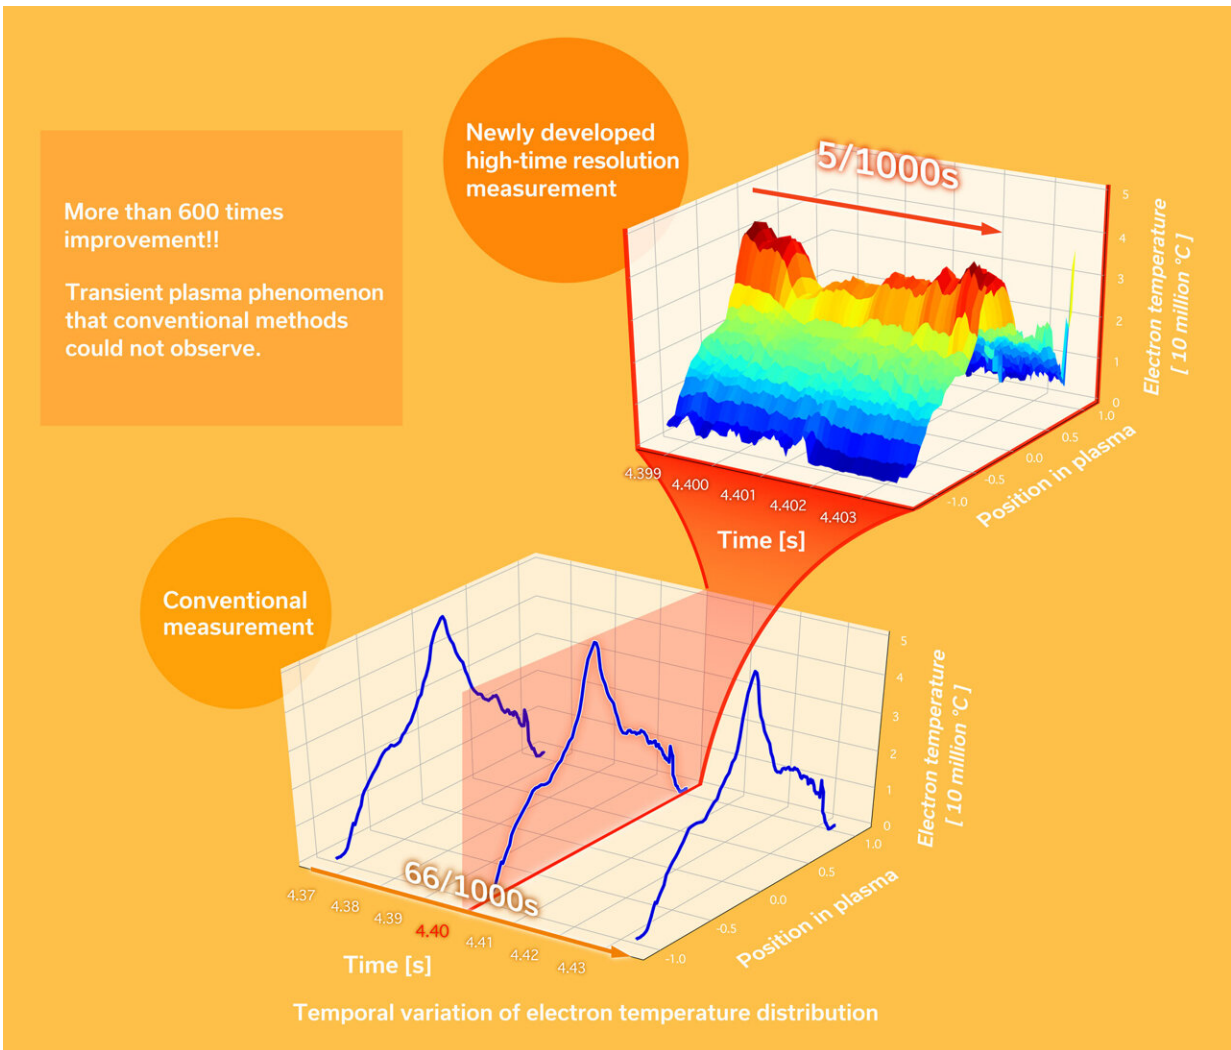 Newly developed
high-time resolution
measurement
More than 600 times
improvement!!
Transient plasma phenomenon
that conventional methods
could not observe.
5/1000s
5
4
3
2
1
0
Electron temperature
[ 10 million °C ]
1.0
0.5
0.0
-0.5
-1.0
Position in plasma
4.399
4.400
4.401
4.402
4.403
Time [s]
Conventional
measurement
66/1000s
5
4
3
2
1
0
Electron temperature
[ 10 million °C ]
1.0
0.5
0.0
-0.5
-1.0
Position in plasma
4.37
4.38
4.39
4.40
4.41
4.42
4.43
Time [s]
Temporal variation of electron temperature distribution